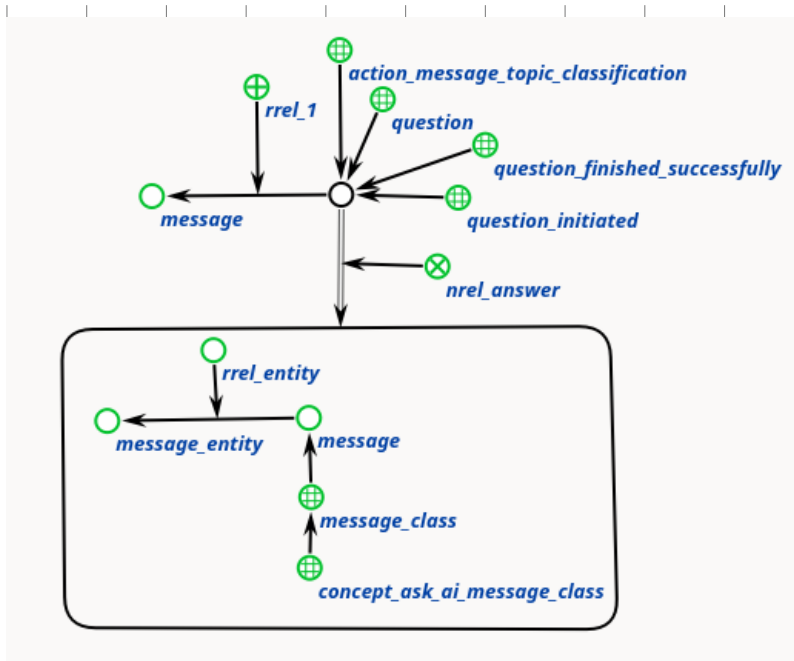 action_message_topic_classification
rrel_1
question
question_finished_successfully
message
question_initiated
nrel_answer
rrel_entity
message_entity
message
message_class
concept_ask_ai_message_class